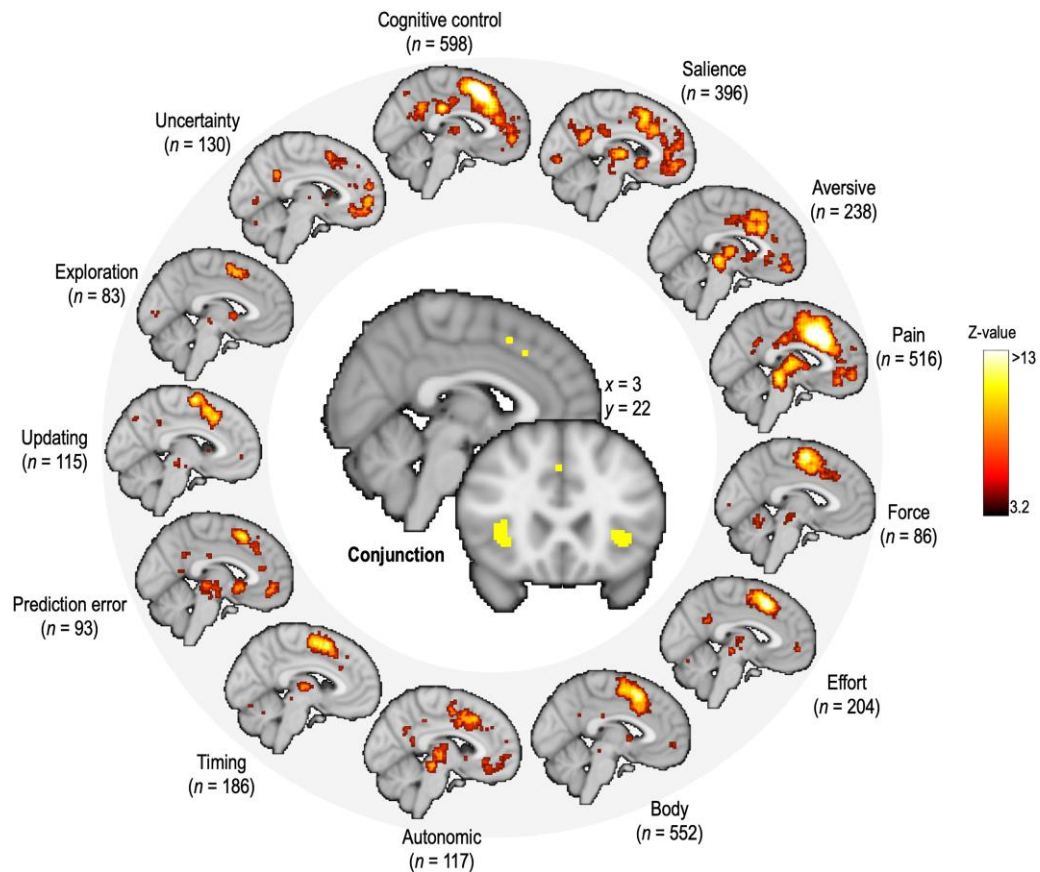 Cognitive control
(n = 598)
Salience
(n = 396)
Uncertainty
(n = 130)
Aversive
(n = 238)
Exploration
(n = 83)
Pain
(n = 516)
Z-value
>13
3.2
x = 3
y = 22
Updating
(n = 115)
Force
(n = 86)
Conjunction
Prediction error
(n = 93)
Effort
(n = 204)
Timing
(n = 186)
Body
(n = 552)
Autonomic
(n = 117)